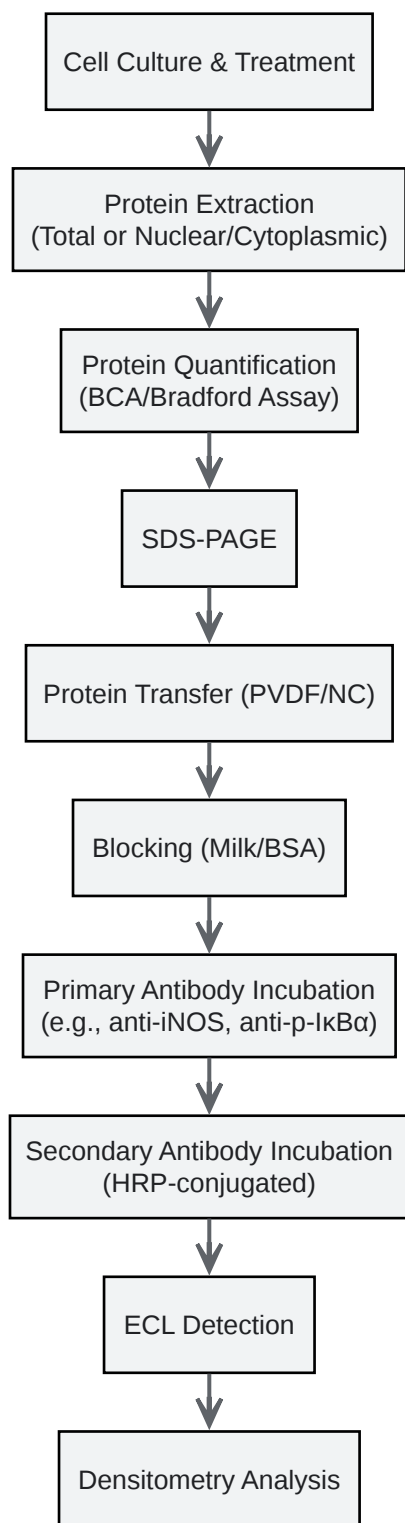 Cell Culture & Treatment
Protein Extraction
(Total or Nuclear/Cytoplasmic)
Protein Quantification
(BCA/Bradford Assay)
SDS-PAGE
Protein Transfer (PVDF/NC)
Blocking (Milk/BSA)
Primary Antibody Incubation
(e.g., anti-iNOS, anti-p-IκBα)
Secondary Antibody Incubation
(HRP-conjugated)
ECL Detection
Densitometry Analysis